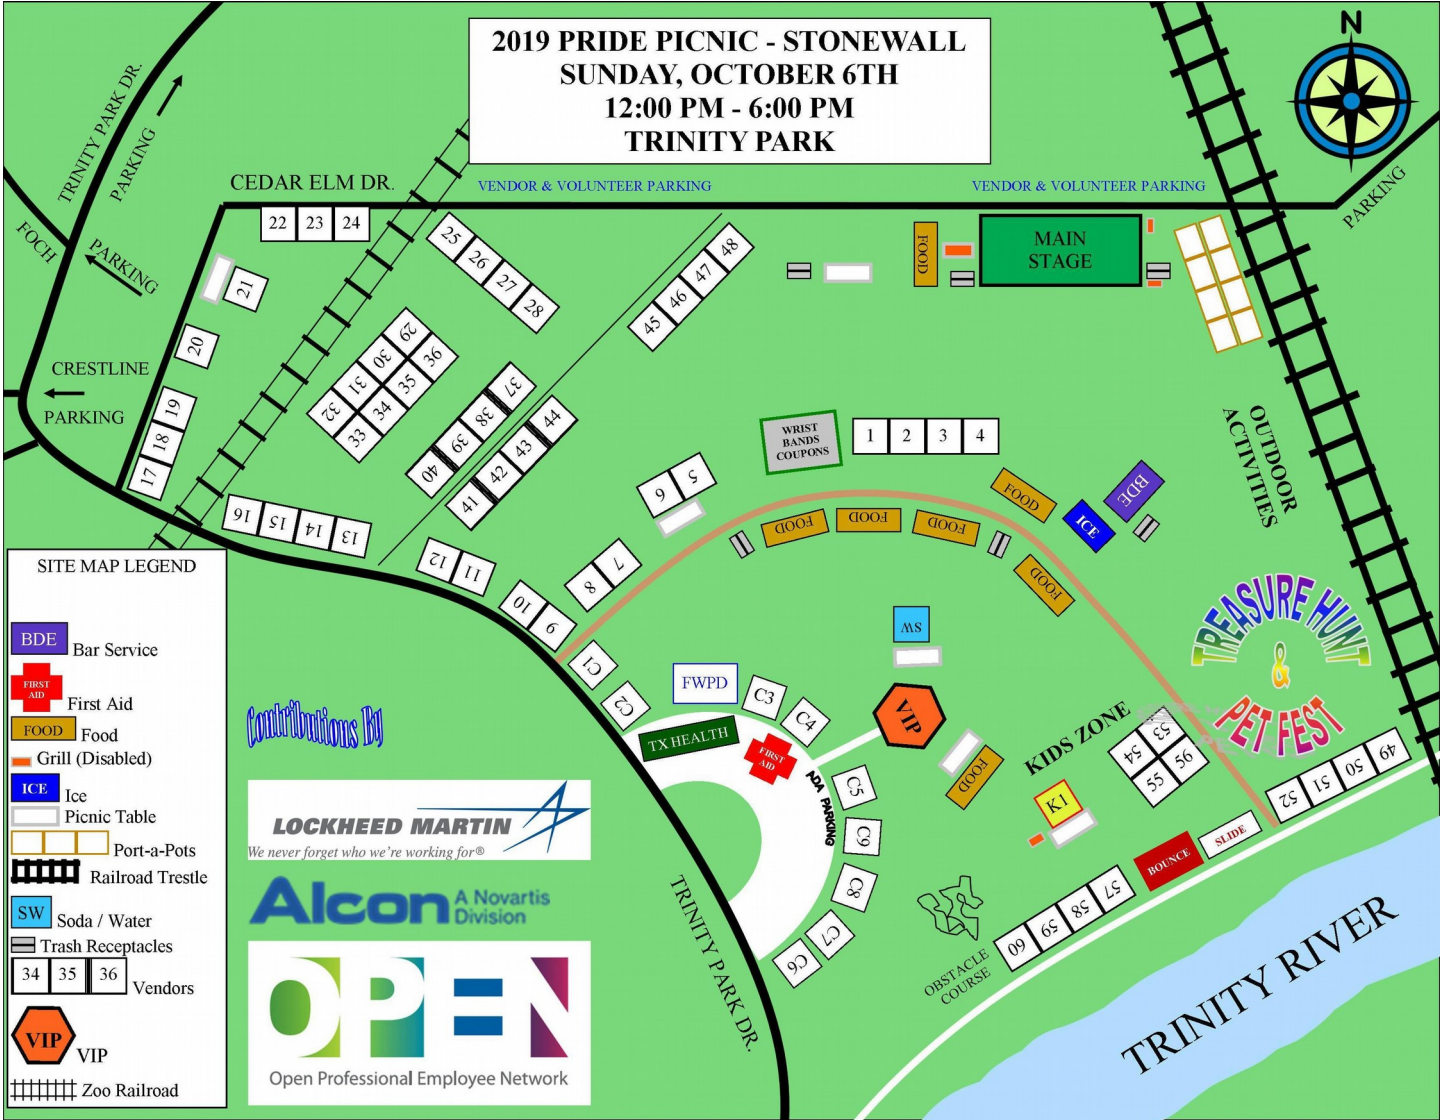 2019 PRIDE PICNIC - STONEWALL
SUNDAY, OCTOBER 6TH
12:00 PM - 6:00 PM
TRINITY PARK
N
TRINITY PARK DR.
PARKING
FOCH
PARKING
CRESTLINE
PARKING
CEDAR ELM DR.
VENDOR & VOLUNTEER PARKING
VENDOR & VOLUNTEER PARKING
PARKING
22 23 24
25 26 27 28
48 47 46 45
FOOD
MAIN
STAGE
21
20
19
18
17
29 30 31 32
36 35 34 33
37 38 39 40
44 43 42 41
16 15 14 13
12 11
10 9
8 7
6 5
WRIST
BANDS
COUPONS
1 2 3 4
FOOD
FOOD
FOOD
FOOD
FOOD
ICE
BDE
OUTDOOR
ACTIVITIES
TREASURE HUNT
&
PET FEST
SW
C1
C2
FWPD
C3
C4
TX HEALTH
FIRST
AID
VIP
ADA PARKING
C5
C9
C8
C7
C6
FOOD
KIDS ZONE
K1
53
54
56
55
49
50
51
52
SLIDE
BOUNCE
57
58
59
60
OBSTACLE
COURSE
TRINITY RIVER
TRINITY PARK DR.
SITE MAP LEGEND
BDE Bar Service
FIRST
AID First Aid
FOOD Food
Grill (Disabled)
ICE Ice
Picnic Table
Port-a-Pots
Railroad Trestle
SW Soda / Water
Trash Receptacles
34 35 36 Vendors
VIP VIP
Zoo Railroad
Contributions By
LOCKHEED MARTIN
We never forget who we're working for®
Alcon A Novartis
Division
OPEN
Open Professional Employee Network